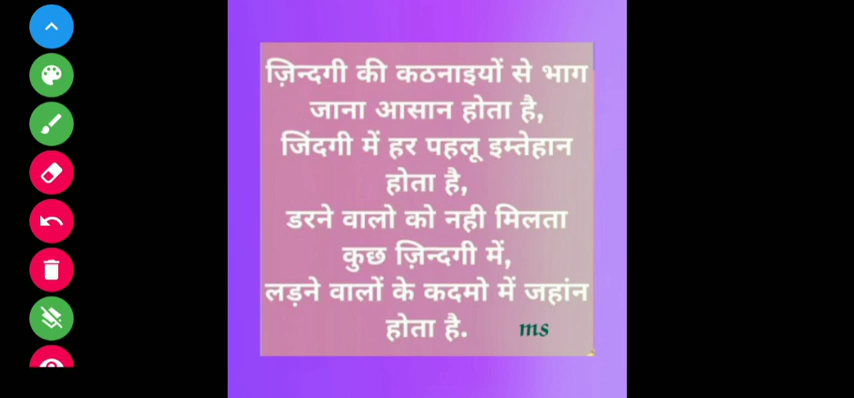 ज़िन्दगी की कठनाइयों से भाग
जाना आसान होता है,
जिंदगी में हर पहलू इम्तेहान
होता है,
डरने वालो को नही मिलता
कुछ ज़िन्दगी में,
लड़ने वालों के कदमो में जहांन
होता है. ms